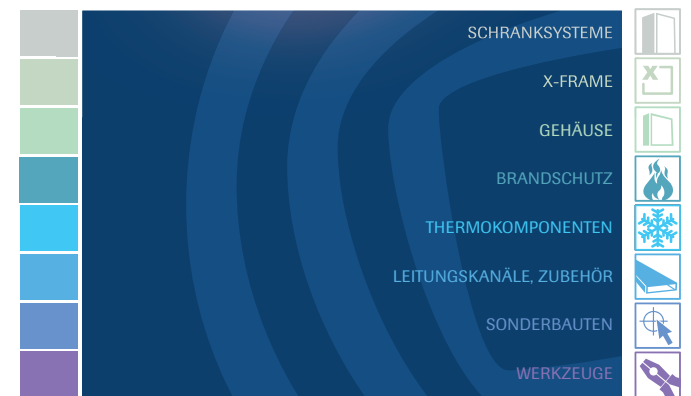 SCHRANKSYSTEME
X-FRAME
GEHÄUSE
BRANDSCHUTZ
THERMOKOMPONENTEN
LEITUNGSKANÄLE, ZUBEHÖR
SONDERBAUTEN
WERKZEUGE